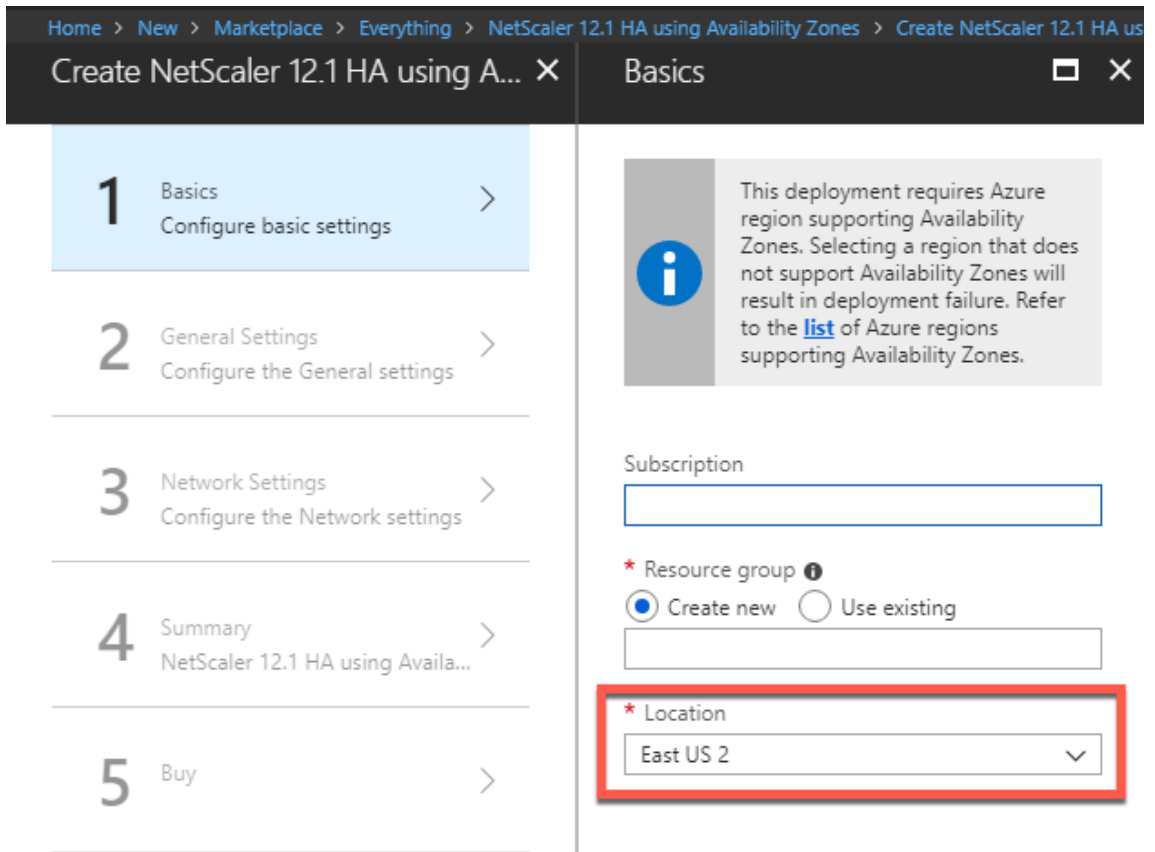 Home > New > Marketplace > Everything > NetScaler 12.1 HA using Availability Zones > Create NetScaler 12.1 HA us
Create NetScaler 12.1 HA using A...
Basics
1
Basics
Configure basic settings
2
General Settings
Configure the General settings
3
Network Settings
Configure the Network settings
4
Summary
NetScaler 12.1 HA using Availa...
5
Buy
This deployment requires Azure
region supporting Availability
Zones. Selecting a region that does
not support Availability Zones will
result in deployment failure. Refer
to the list of Azure regions
supporting Availability Zones.
Subscription
* Resource group
Create new Use existing
* Location
East US 2